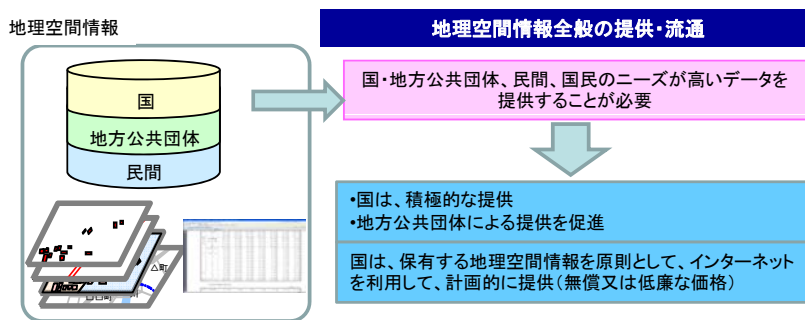 地理空間情報
国
地方公共団体
民間
△町
地理空間情報全般の提供・流通
国・地方公共団体、民間、国民のニーズが高いデータを
提供することが必要
・国は、積極的な提供
・地方公共団体による提供を促進
国は、保有する地理空間情報を原則として、インターネット
を利用して、計画的に提供（無償又は低廉な価格）